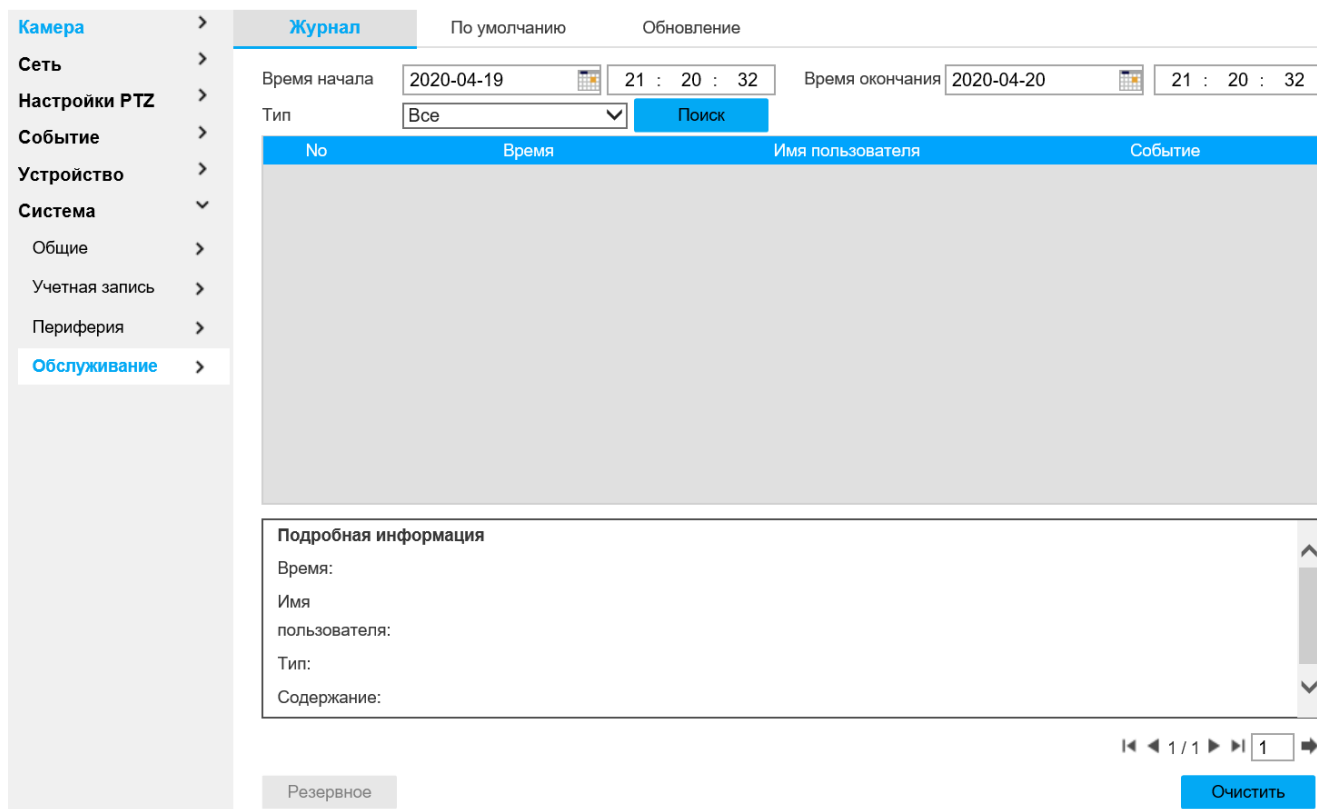 Камера
Сеть
Настройки PTZ
Событие
Устройство
Система
Общие
Учетная запись
Периферия
Обслуживание
Журнал По умолчанию Обновление
Время начала 2020-04-19 21 : 20 : 32 Время окончания 2020-04-20 21 : 20 : 32
Тип Все Поиск
No Время Имя пользователя Событие
Подробная информация
Время:
Имя
пользователя:
Тип:
Содержание:
1 / 1 1
Резервное Очистить